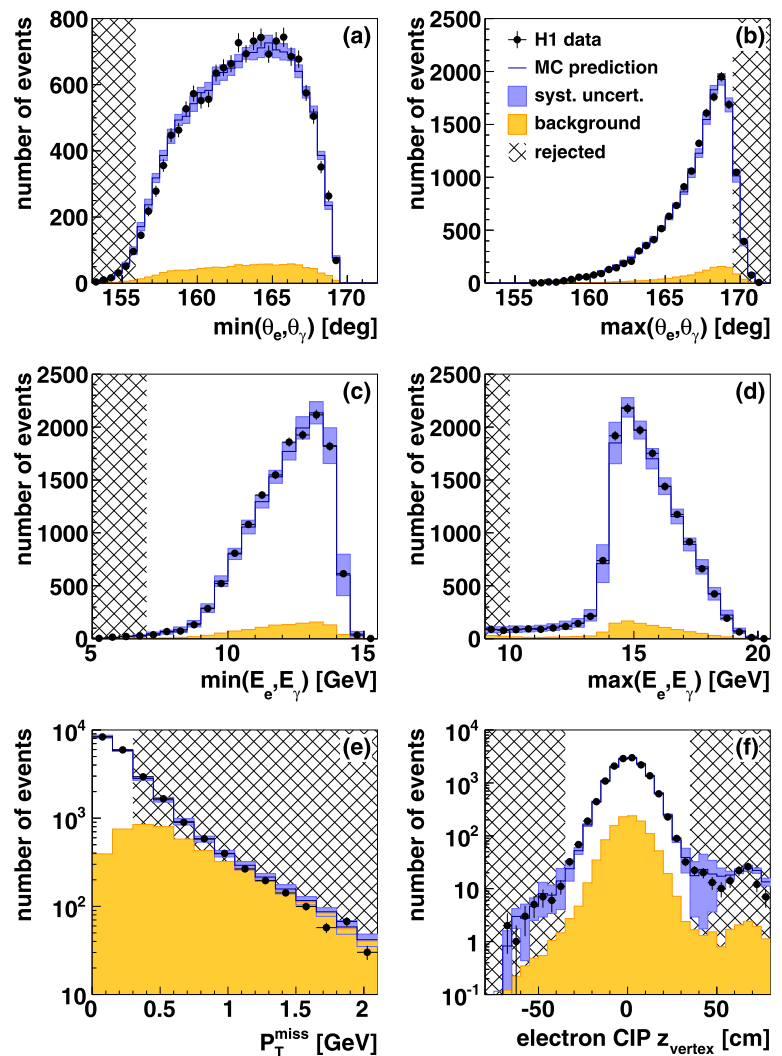 (a)
number of events
800
600
400
200
0
155 160 165 170
min(θe,θγ) [deg]
(b)
H1 data
MC prediction
syst. uncert.
background
rejected
number of events
2500
2000
1500
1000
500
0
155 160 165 170
max(θe,θγ) [deg]
(c)
number of events
2500
2000
1500
1000
500
0
5 10 15
min(Ee,Eγ) [GeV]
(d)
number of events
2500
2000
1500
1000
500
0
10 15 20
max(Ee,Eγ) [GeV]
(e)
number of events
10^4
10^3
10^2
10
0 0.5 1 1.5 2
P_T^miss [GeV]
(f)
number of events
10^4
10^3
10^2
10
1
10^-1
-50 0 50
electron CIP z_vertex [cm]